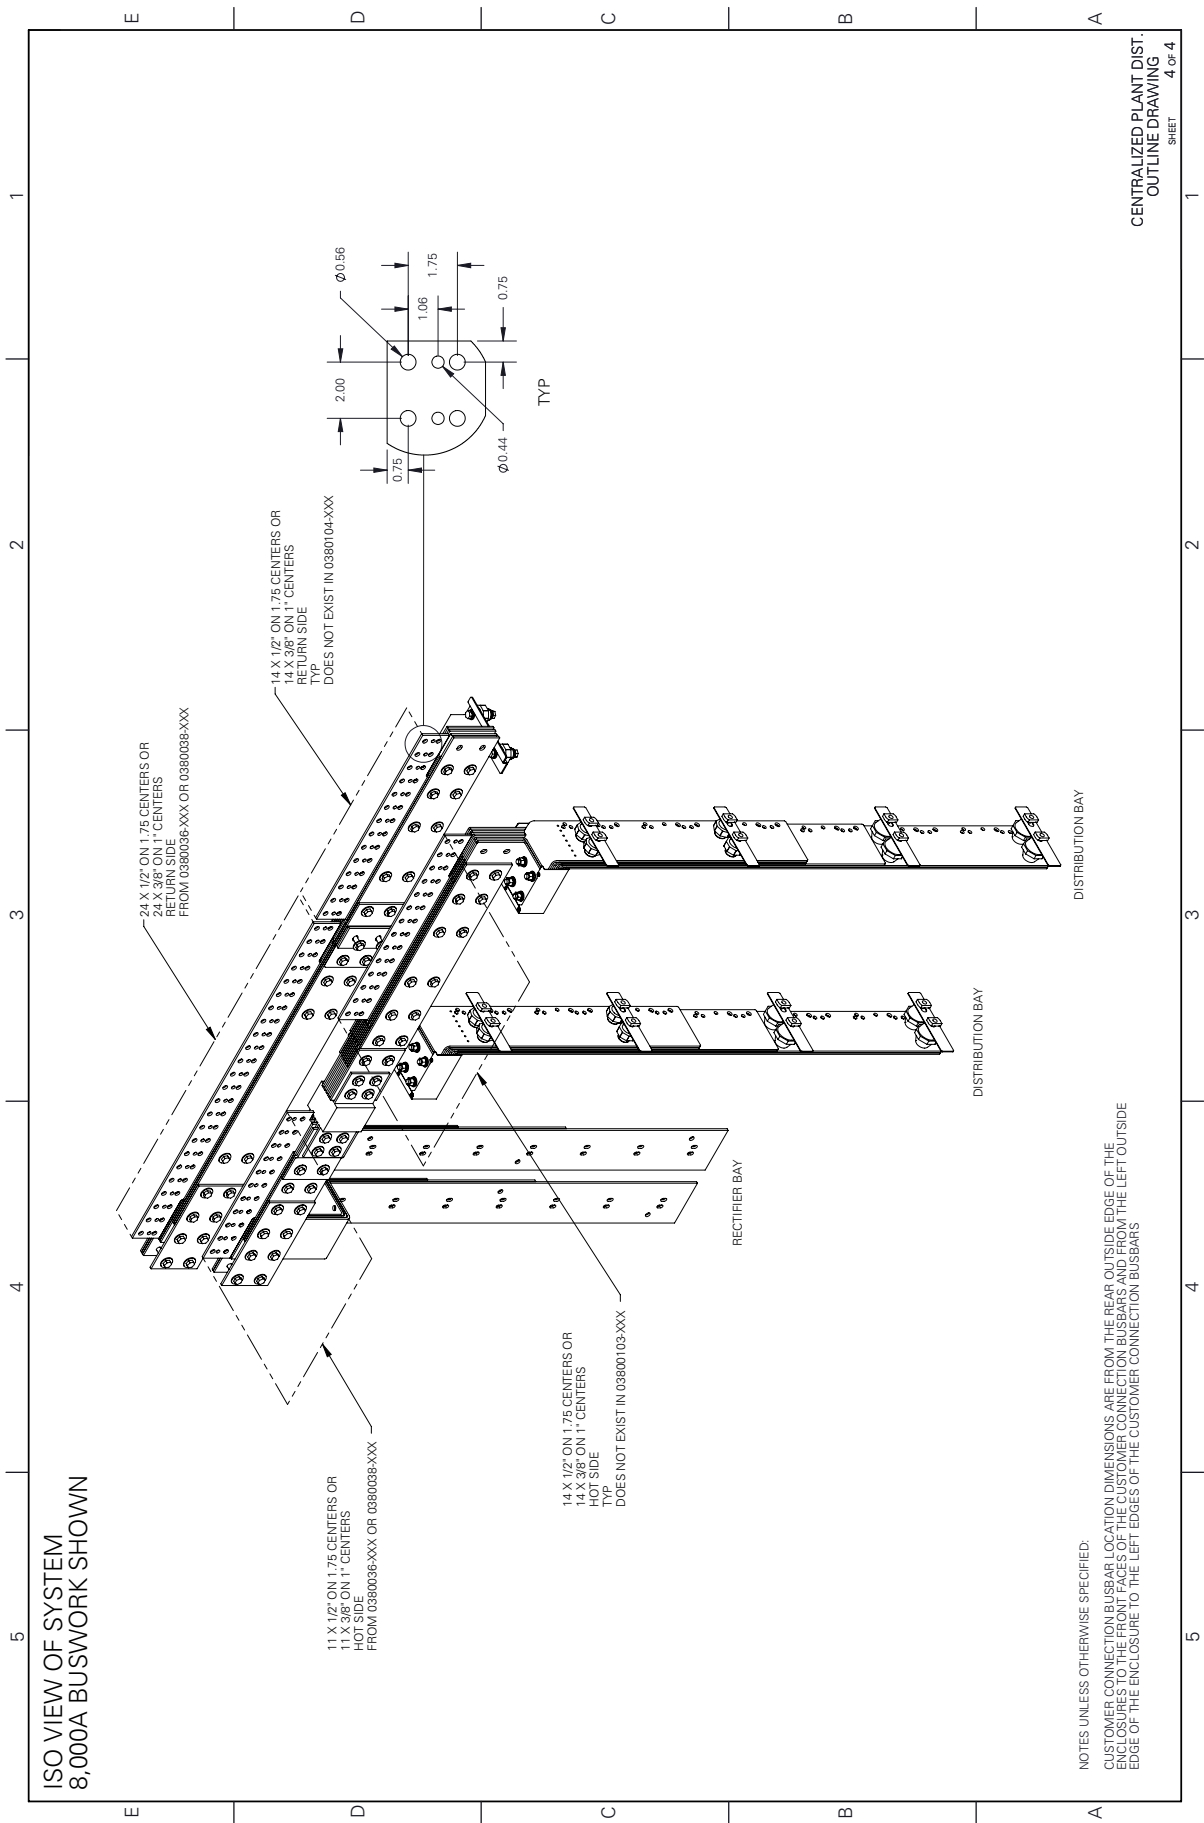 ISO VIEW OF SYSTEM
8,000A BUSWORK SHOWN
5
4
3
2
1
E
D
C
B
A
E
D
C
B
A
24 X 1/2" ON 1.75 CENTERS OR
24 X 3/8" ON 1" CENTERS
RETURN SIDE
FROM 0380036-XXX OR 0380038-XXX
14 X 1/2" ON 1.75 CENTERS OR
14 X 3/8" ON 1" CENTERS
RETURN SIDE
TYP
DOES NOT EXIST IN 0380104-XXX
11 X 1/2" ON 1.75 CENTERS OR
11 X 3/8" ON 1" CENTERS
HOT SIDE
FROM 0380036-XXX OR 0380038-XXX
14 X 1/2" ON 1.75 CENTERS OR
14 X 3/8" ON 1" CENTERS
HOT SIDE
TYP
DOES NOT EXIST IN 03800103-XXX
2.00
Ø0.56
0.75
1.06
1.75
0.75
Ø0.44
TYP
RECTIFIER BAY
DISTRIBUTION BAY
DISTRIBUTION BAY
NOTES UNLESS OTHERWISE SPECIFIED:
CUSTOMER CONNECTION BUSBAR LOCATION DIMENSIONS ARE FROM THE REAR OUTSIDE EDGE OF THE
ENCLOSURES TO THE FRONT FACES OF THE CUSTOMER CONNECTION BUSBARS AND FROM THE LEFT OUTSIDE
EDGE OF THE ENCLOSURE TO THE LEFT EDGES OF THE CUSTOMER CONNECTION BUSBARS
CENTRALIZED PLANT DIST.
OUTLINE DRAWING
SHEET 4 OF 4
5
4
3
2
1